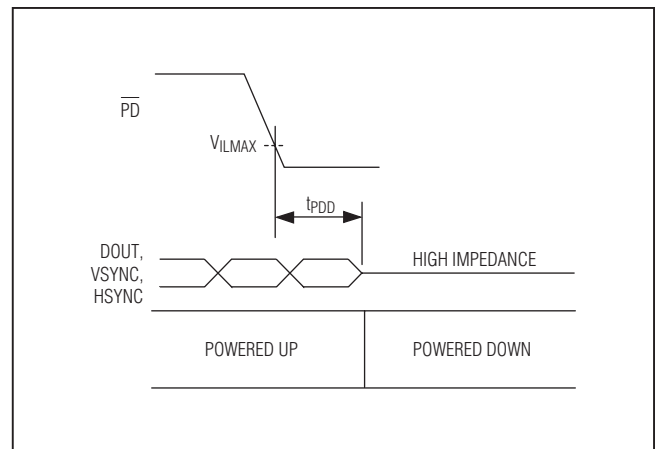 PD
VILMAX
tPDD
DOUT,
VSYNC,
HSYNC
HIGH IMPEDANCE
POWERED UP
POWERED DOWN